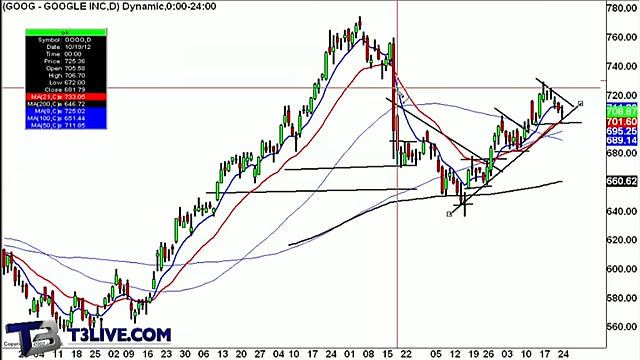 (GOOG - GOOGLE INC,D) Dynamic,0:00-24:00
ok
Symbol: GOOG,D
Date: 10/19/12
Time: 00:00
Price: 725.36
Open: 705.58
High: 706.70
Low: 672.00
Close: 681.79
MA(21,C)= 733.05
MA(200,C)= 646.72
MA(8,C)= 725.02
MA(100,C)= 651.44
MA(50,C)= 711.85
780.00
760.00
740.00
720.00
708.87
701.60
695.25
689.14
680.00
660.62
640.00
620.00
600.00
580.00
560.00
T3LIVE.COM
04 11 18 25 02 09 16 23 30 06 13 20 27 04 10 17 24 01 08 15 22 05 12 19 26 03 10 17 24